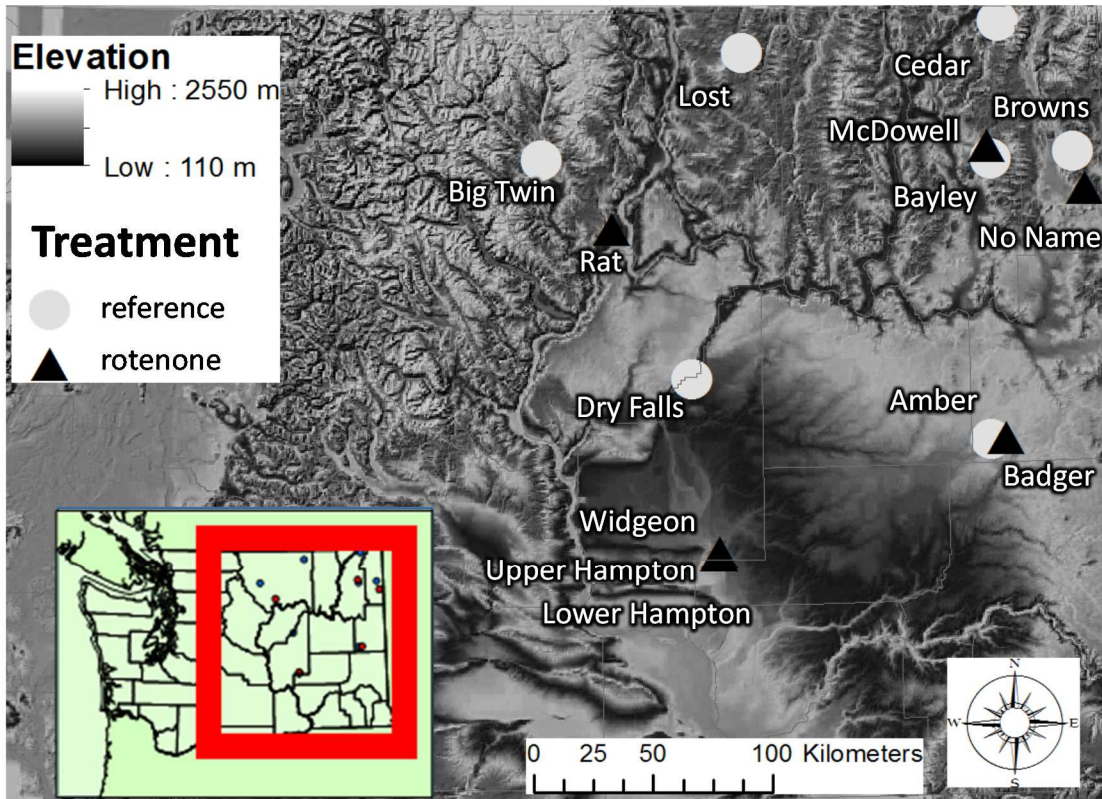 Elevation
High : 2550 m
Low : 110 m
Treatment
reference
rotenone
Cedar
Lost
Browns
McDowell
Big Twin
Bayley
No Name
Rat
Dry Falls
Amber
Badger
Widgeon
Upper Hampton
Lower Hampton
N
W
E
S
0 25 50 100 Kilometers